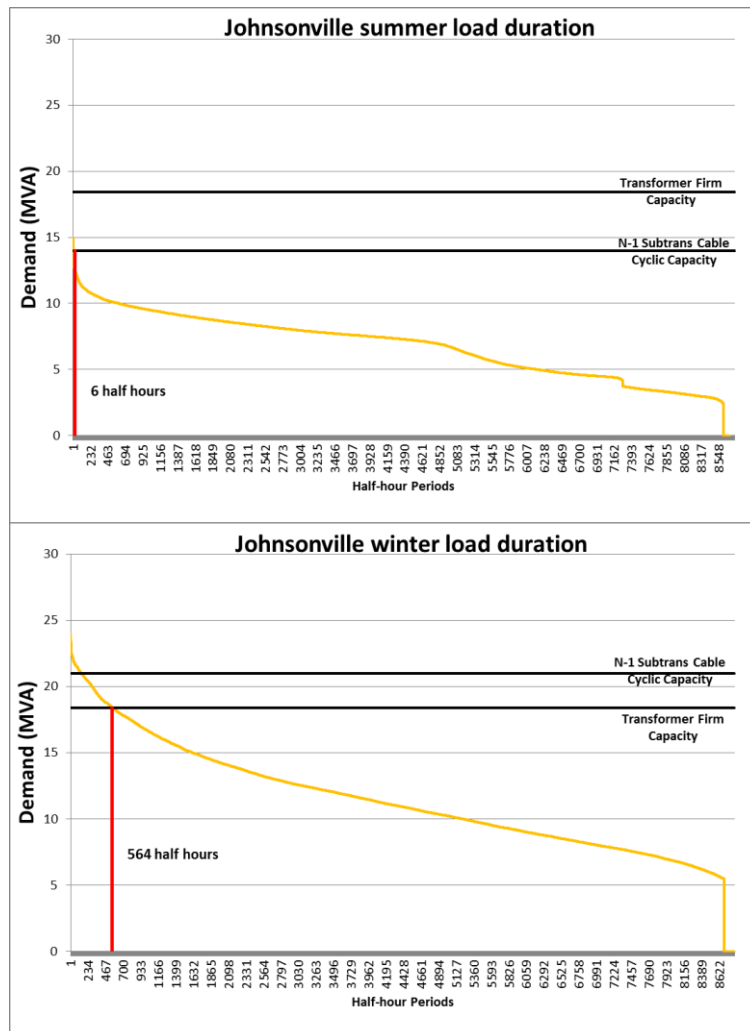 Johnsonville summer load duration
30
25
20
15
10
5
0
Demand (MVA)
Transformer Firm
Capacity
N-1 Subtrans Cable
Cyclic Capacity
6 half hours
1 232 463 694 925 1156 1387 1618 1849 2080 2311 2542 2773 3004 3235 3466 3697 3928 4159 4390 4621 4852 5083 5314 5545 5776 6007 6238 6469 6700 6931 7162 7393 7624 7855 8086 8317 8548
Half-hour Periods
Johnsonville winter load duration
30
25
20
15
10
5
0
Demand (MVA)
N-1 Subtrans Cable
Cyclic Capacity
Transformer Firm
Capacity
564 half hours
1 234 467 700 933 1166 1399 1632 1865 2098 2331 2564 2797 3030 3263 3496 3729 3962 4195 4428 4661 4894 5127 5360 5593 5826 6059 6292 6525 6758 6991 7224 7457 7690 7923 8156 8389 8622
Half-hour Periods